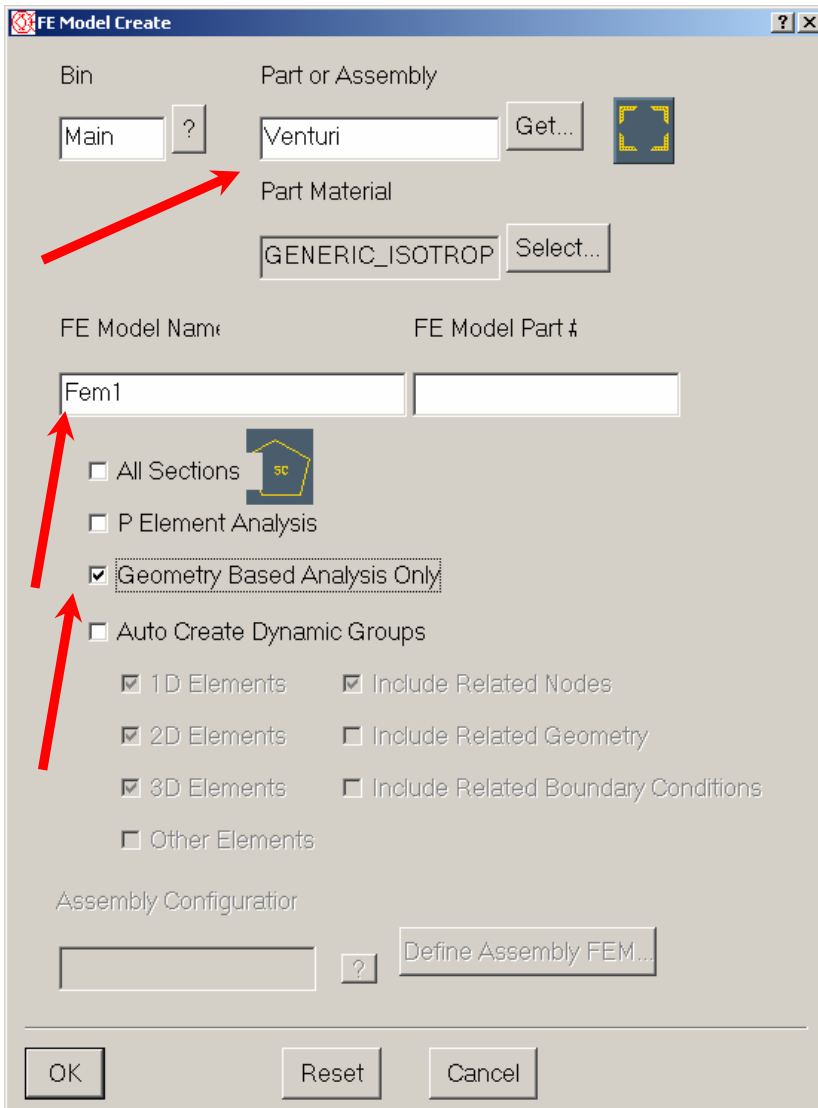 FE Model Create
Bin Part or Assembly
Main ? Venturi Get...
Part Material
GENERIC_ISOTROP Select...
FE Model Name FE Model Part
Fem1
All Sections SC
P Element Analysis
Geometry Based Analysis Only
Auto Create Dynamic Groups
1D Elements Include Related Nodes
2D Elements Include Related Geometry
3D Elements Include Related Boundary Conditions
Other Elements
Assembly Configuration
? Define Assembly FEM...
OK Reset Cancel